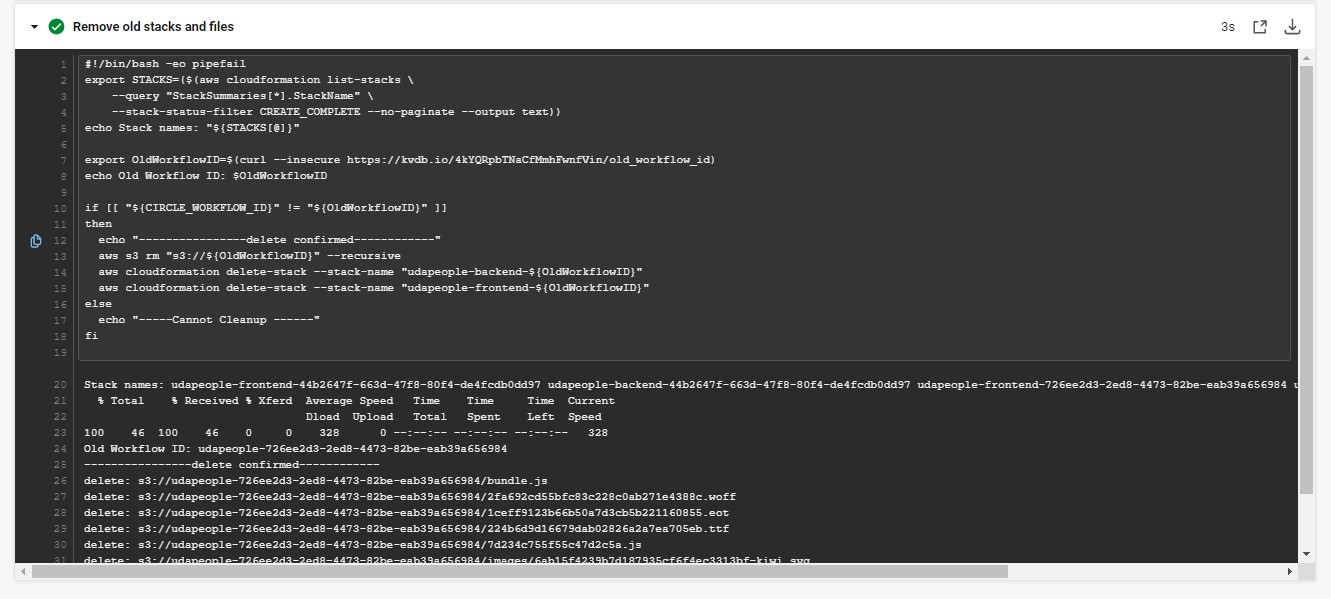 Remove old stacks and files
3s
1 #!/bin/bash -eo pipefail
2 export STACKS=($(aws cloudformation list-stacks \
3     --query "StackSummaries[*].StackName" \
4     --stack-status-filter CREATE_COMPLETE --no-paginate --output text))
5 echo Stack names: "${STACKS[@]}"
6
7 export OldWorkflowID=$(curl --insecure https://kvdb.io/4kYQRpbTNaCfMmhFwnfVin/old_workflow_id)
8 echo Old Workflow ID: $OldWorkflowID
9
10 if [[ "${CIRCLE_WORKFLOW_ID}" != "${OldWorkflowID}" ]]
11 then
12   echo "----------------delete confirmed------------"
13   aws s3 rm "s3://${OldWorkflowID}" --recursive
14   aws cloudformation delete-stack --stack-name "udapeople-backend-${OldWorkflowID}"
15   aws cloudformation delete-stack --stack-name "udapeople-frontend-${OldWorkflowID}"
16 else
17   echo "-----Cannot Cleanup ------"
18 fi
19
20 Stack names: udapeople-frontend-44b2647f-663d-47f8-80f4-de4fcdb0dd97 udapeople-backend-44b2647f-663d-47f8-80f4-de4fcdb0dd97 udapeople-frontend-726ee2d3-2ed8-4473-82be-eab39a656984 u
21   % Total    % Received % Xferd  Average Speed   Time    Time     Time  Current
22                                  Dload  Upload   Total   Spent    Left  Speed
23 100    46  100    46    0     0    328      0 --:--:-- --:--:-- --:--:--   328
24 Old Workflow ID: udapeople-726ee2d3-2ed8-4473-82be-eab39a656984
25 ----------------delete confirmed------------
26 delete: s3://udapeople-726ee2d3-2ed8-4473-82be-eab39a656984/bundle.js
27 delete: s3://udapeople-726ee2d3-2ed8-4473-82be-eab39a656984/2fa692cd55bfc83c228c0ab271e4388c.woff
28 delete: s3://udapeople-726ee2d3-2ed8-4473-82be-eab39a656984/1ceff9123b66b50a7d3cb5b221160855.eot
29 delete: s3://udapeople-726ee2d3-2ed8-4473-82be-eab39a656984/224b6d9d16679dab02826a2a7ea705eb.ttf
30 delete: s3://udapeople-726ee2d3-2ed8-4473-82be-eab39a656984/7d234c755f55c47d2c5a.js
31 delete: s3://udapeople-726ee2d3-2ed8-4473-82be-eab39a656984/images/6ab15f4239b7d187935cf6f4ec3313bf-kiwi.svg